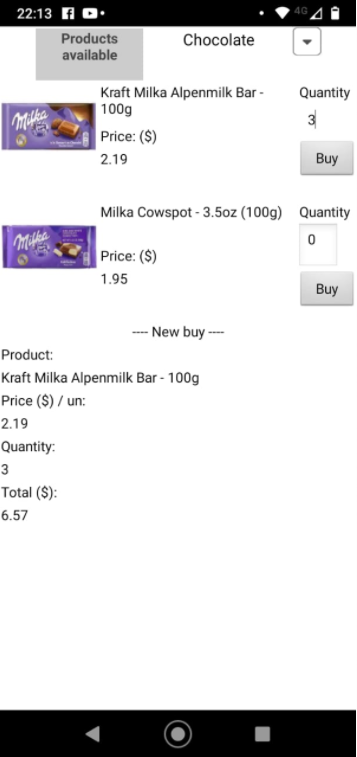 22:13
4G
Products available
Chocolate
Kraft Milka Alpenmilk Bar -
100g
Quantity
3
Price: ($)
2.19
Buy
Milka
Milka Cowspot - 3.5oz (100g)
Quantity
0
Price: ($)
1.95
Buy
Milka
---- New buy ----
Product:
Kraft Milka Alpenmilk Bar - 100g
Price ($) / un:
2.19
Quantity:
3
Total ($):
6.57